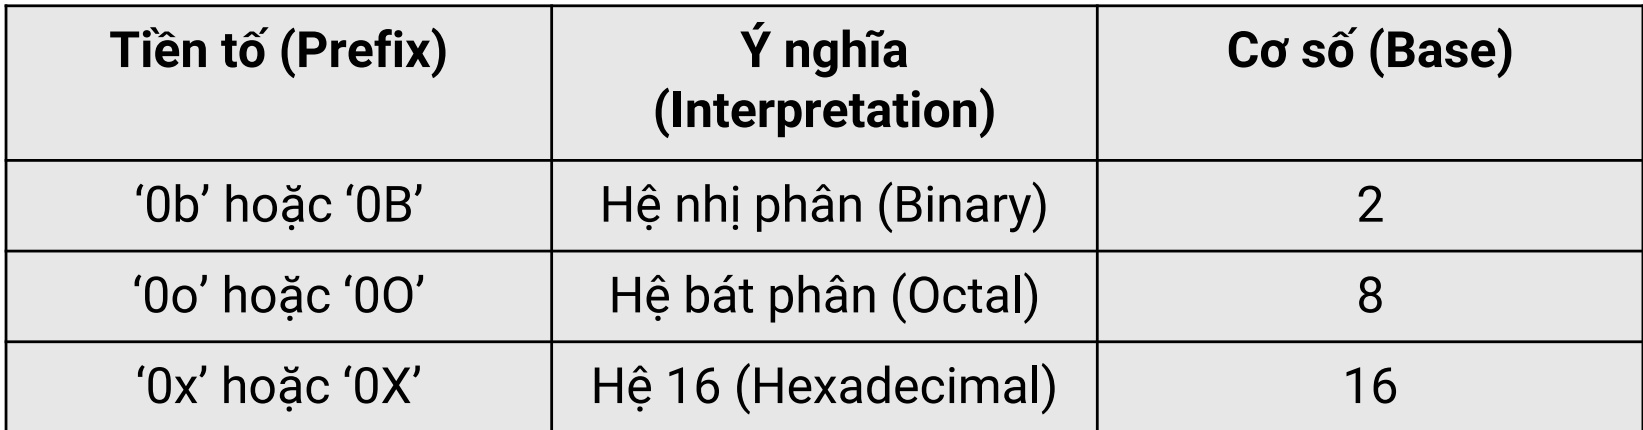 Tiền tố (Prefix) Ý nghĩa Cơ số (Base)
(Interpretation)
‘0b’ hoặc ‘0B’ Hệ nhị phân (Binary) 2
‘0o’ hoặc ‘0O’ Hệ bát phân (Octal) 8
‘0x’ hoặc ‘0X’ Hệ 16 (Hexadecimal) 16